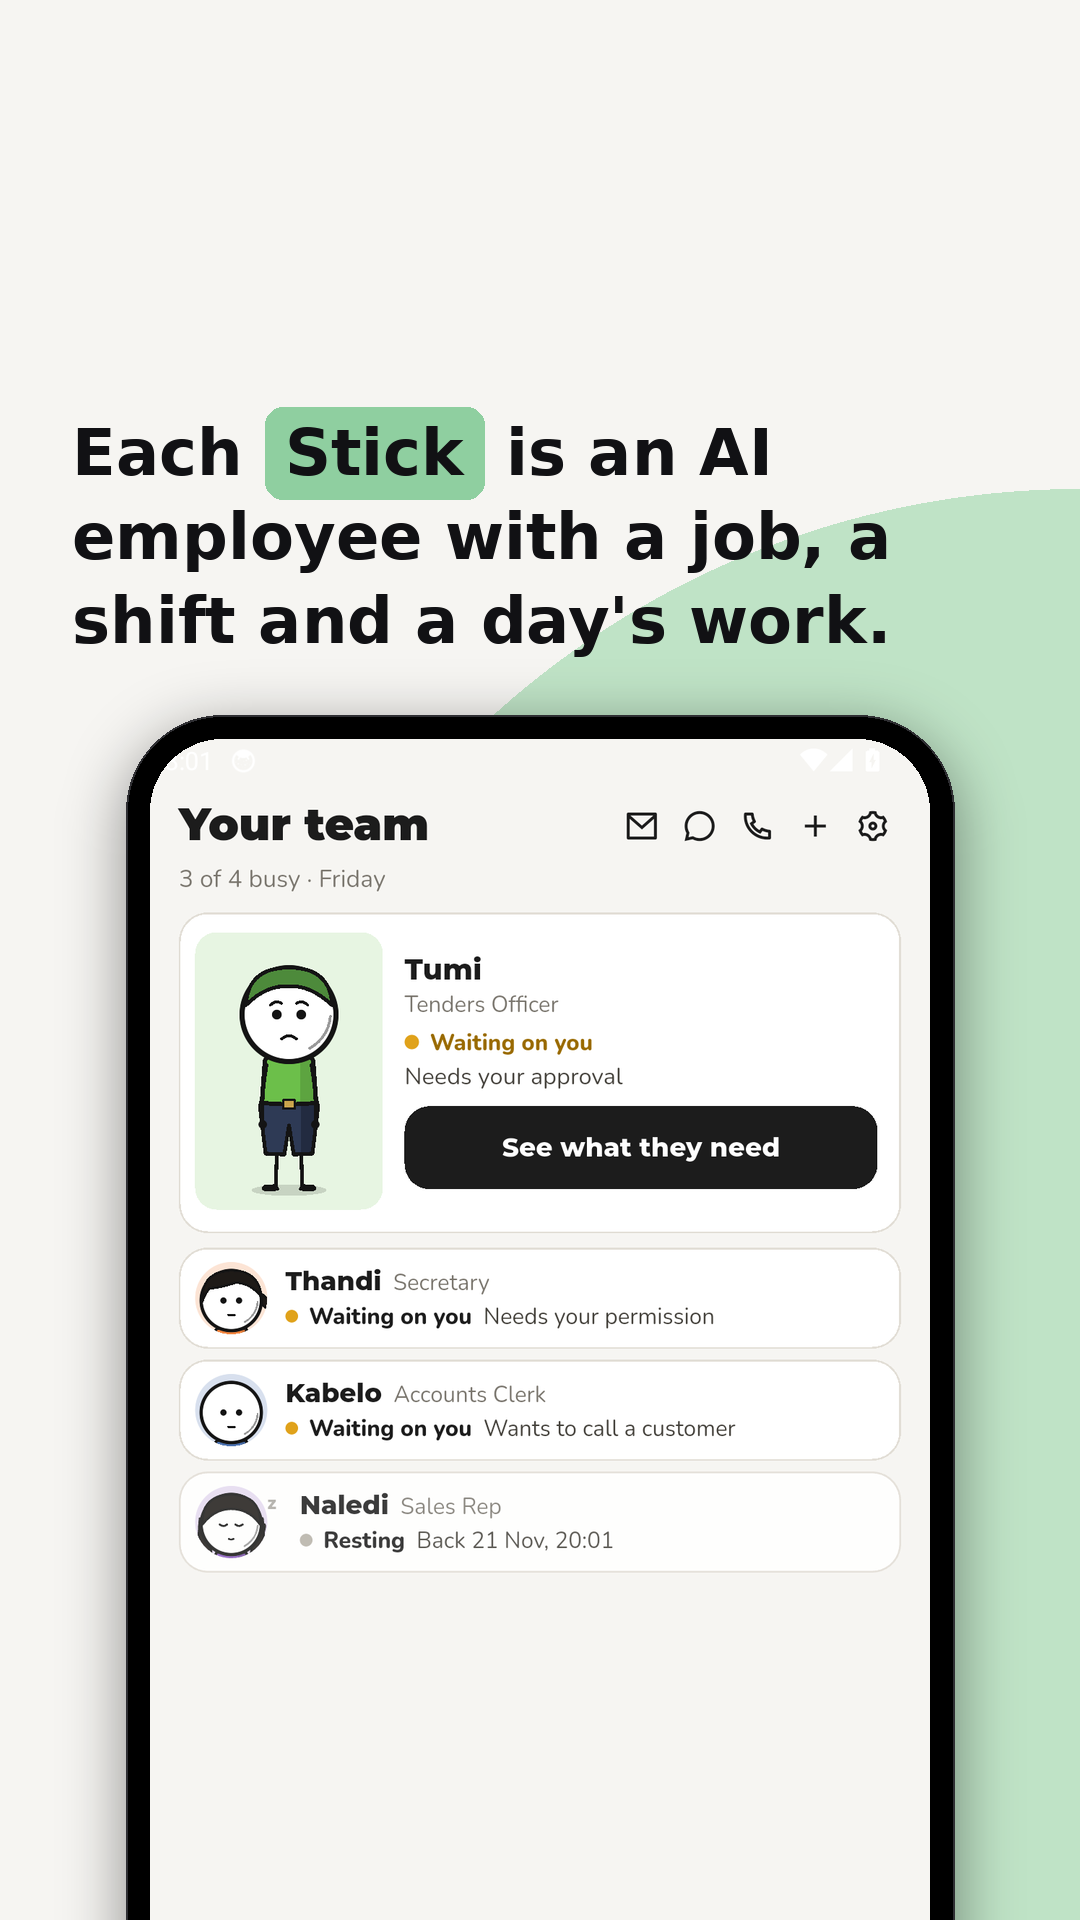 Each Stick is an AI
employee with a job, a
shift and a day's work.
Your team
3 of 4 busy · Friday
Tumi
Tenders Officer
Waiting on you
Needs your approval
See what they need
Thandi Secretary
Waiting on you Needs your permission
Kabelo Accounts Clerk
Waiting on you Wants to call a customer
z
Naledi Sales Rep
Resting Back 21 Nov, 20:01